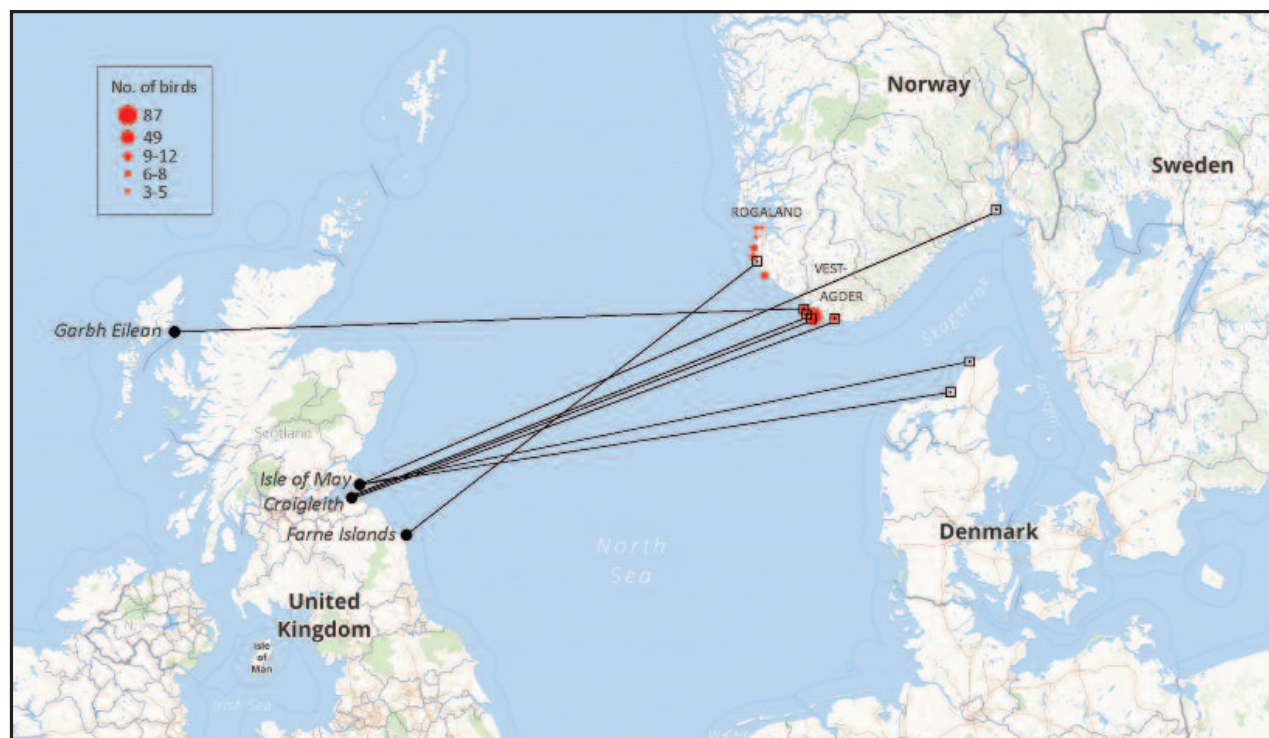 No. of birds
87
49
9-12
6-8
3-5
Norway
Sweden
ROGALAND
VEST-
AGDER
Skagerrak
Garbh Eilean
Scotland
Isle of May
Craigleith
Farne Islands
North
Sea
Denmark
United
Kingdom
Isle
of
Man
Irish Sea